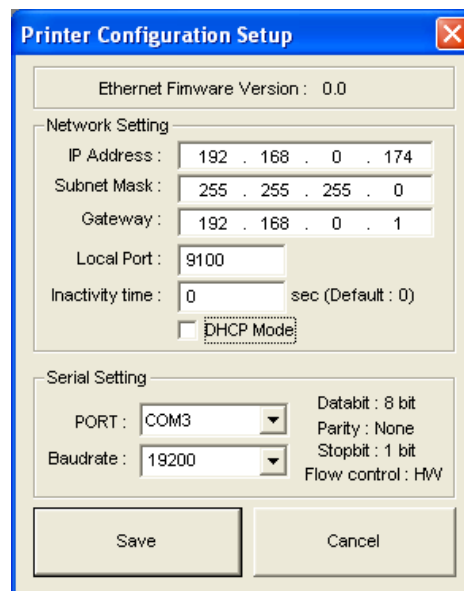 Printer Configuration Setup
Ethernet Fimware Version : 0.0
Network Setting
IP Address : 192 . 168 . 0 . 174
Subnet Mask : 255 . 255 . 255 . 0
Gateway : 192 . 168 . 0 . 1
Local Port : 9100
Inactivity time : 0 sec (Default : 0)
DHCP Mode
Serial Setting
PORT : COM3
Baudrate : 19200
Databit : 8 bit
Parity : None
Stopbit : 1 bit
Flow control : HW
Save
Cancel